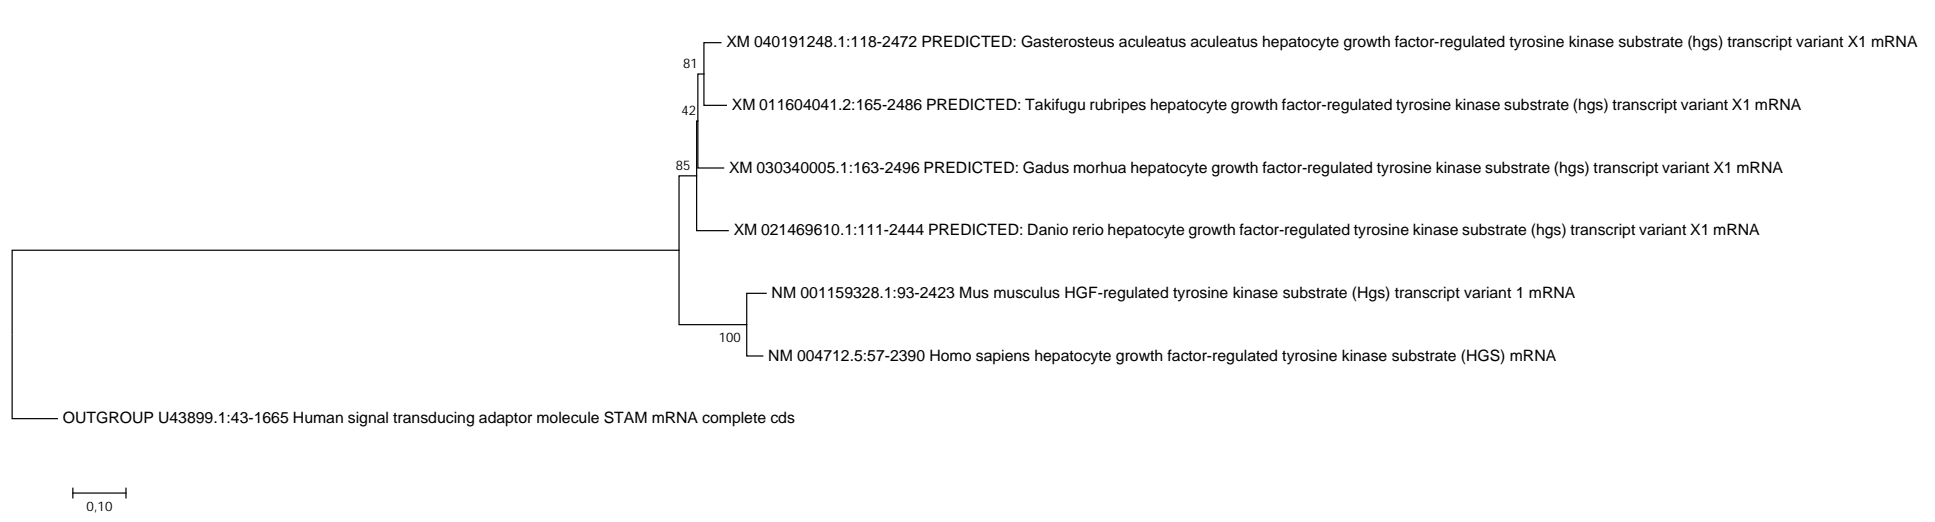 XM 040191248.1:118-2472 PREDICTED: Gasterosteus aculeatus aculeatus hepatocyte growth factor-regulated tyrosine kinase substrate (hgs) transcript variant X1 mRNA
81
XM 011604041.2:165-2486 PREDICTED: Takifugu rubripes hepatocyte growth factor-regulated tyrosine kinase substrate (hgs) transcript variant X1 mRNA
42
XM 030340005.1:163-2496 PREDICTED: Gadus morhua hepatocyte growth factor-regulated tyrosine kinase substrate (hgs) transcript variant X1 mRNA
85
XM 021469610.1:111-2444 PREDICTED: Danio rerio hepatocyte growth factor-regulated tyrosine kinase substrate (hgs) transcript variant X1 mRNA
NM 001159328.1:93-2423 Mus musculus HGF-regulated tyrosine kinase substrate (Hgs) transcript variant 1 mRNA
100
NM 004712.5:57-2390 Homo sapiens hepatocyte growth factor-regulated tyrosine kinase substrate (HGS) mRNA
OUTGROUP U43899.1:43-1665 Human signal transducing adaptor molecule STAM mRNA complete cds
0,10